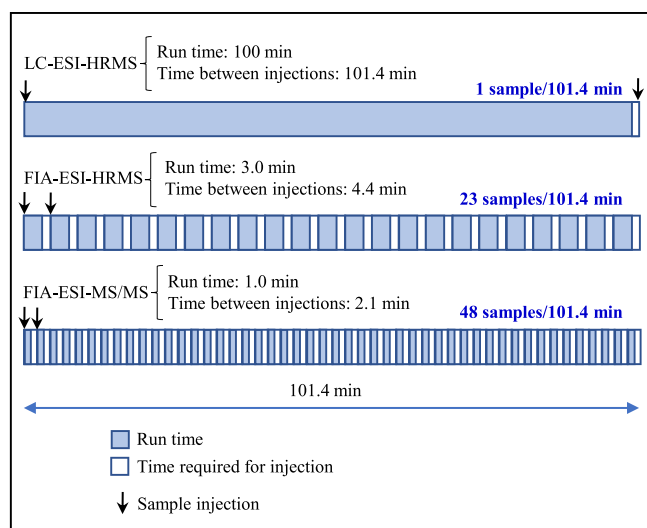 LC-ESI-HRMS
Run time: 100 min
Time between injections: 101.4 min
1 sample/101.4 min
FIA-ESI-HRMS
Run time: 3.0 min
Time between injections: 4.4 min
23 samples/101.4 min
FIA-ESI-MS/MS
Run time: 1.0 min
Time between injections: 2.1 min
48 samples/101.4 min
101.4 min
Run time
Time required for injection
Sample injection